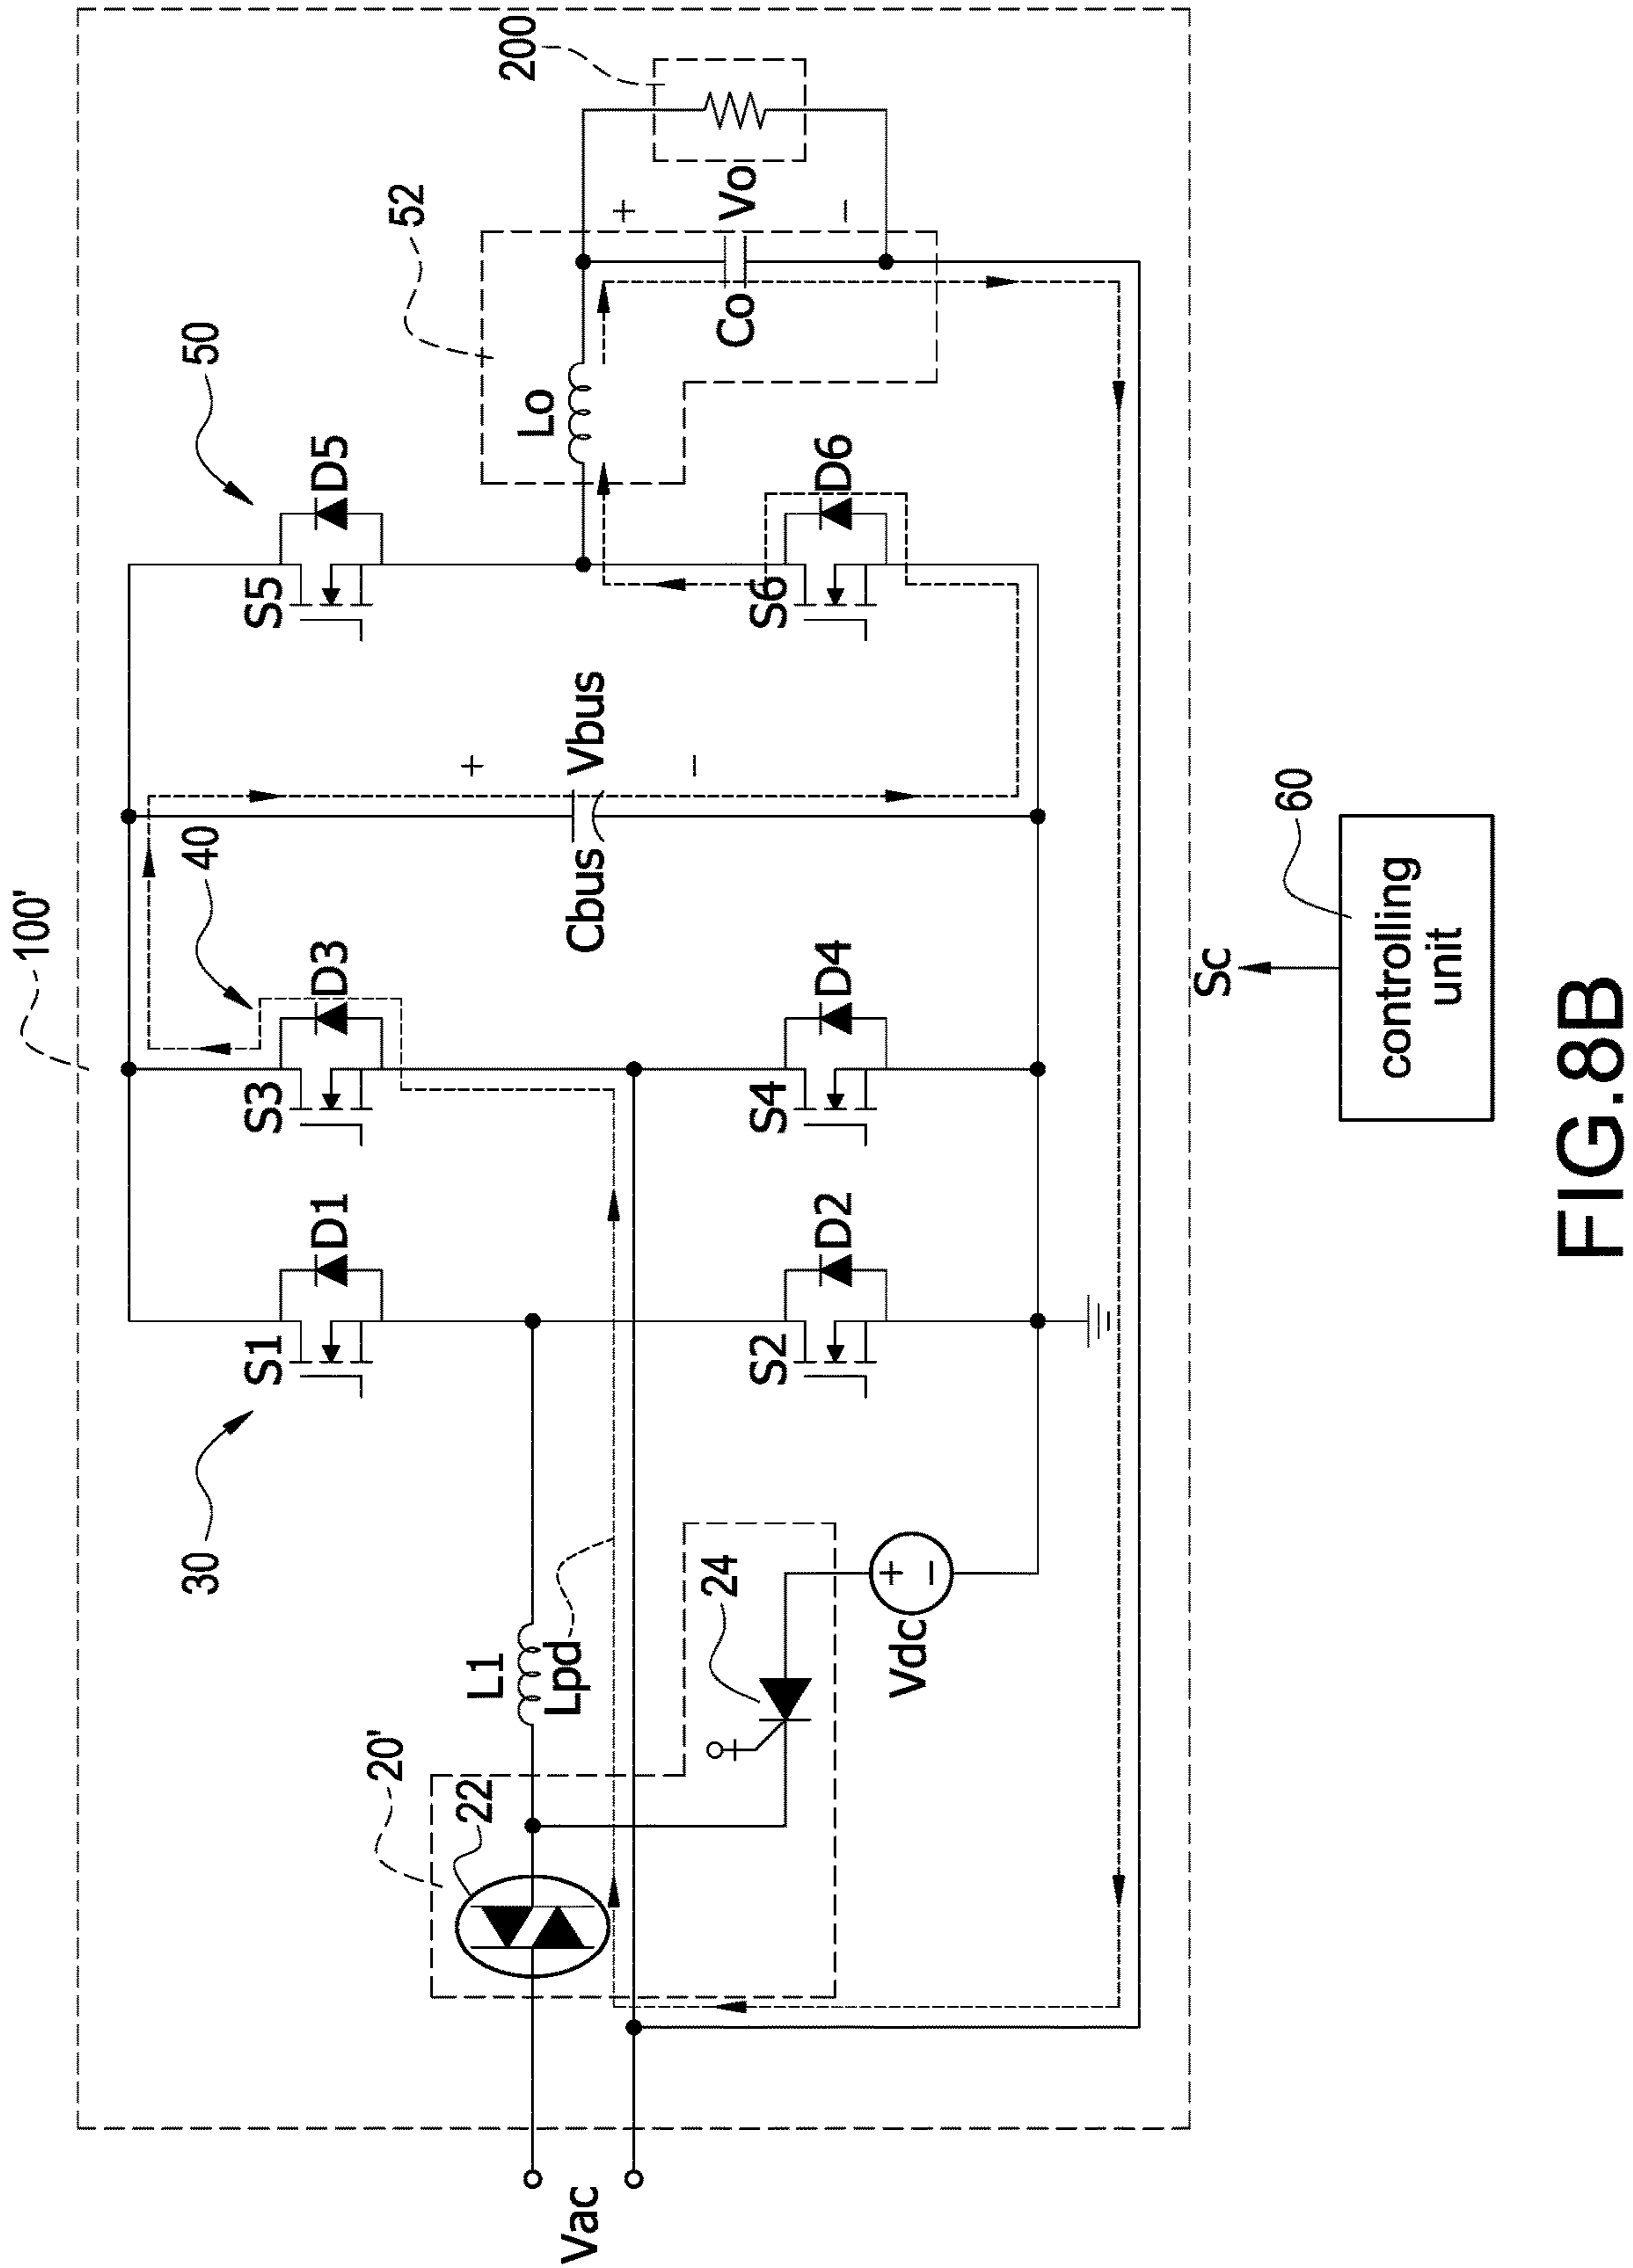 100'
30
40
50
52
200
S1
D1
S3
D3
S5
D5
20'
22
L1
Lpd
Cbus
Vbus
+
−
Lo
Co
Vo
+
−
Vac
24
Vdc
+
−
S2
D2
S4
D4
S6
D6
Sc
60
controlling
unit
FIG.8B